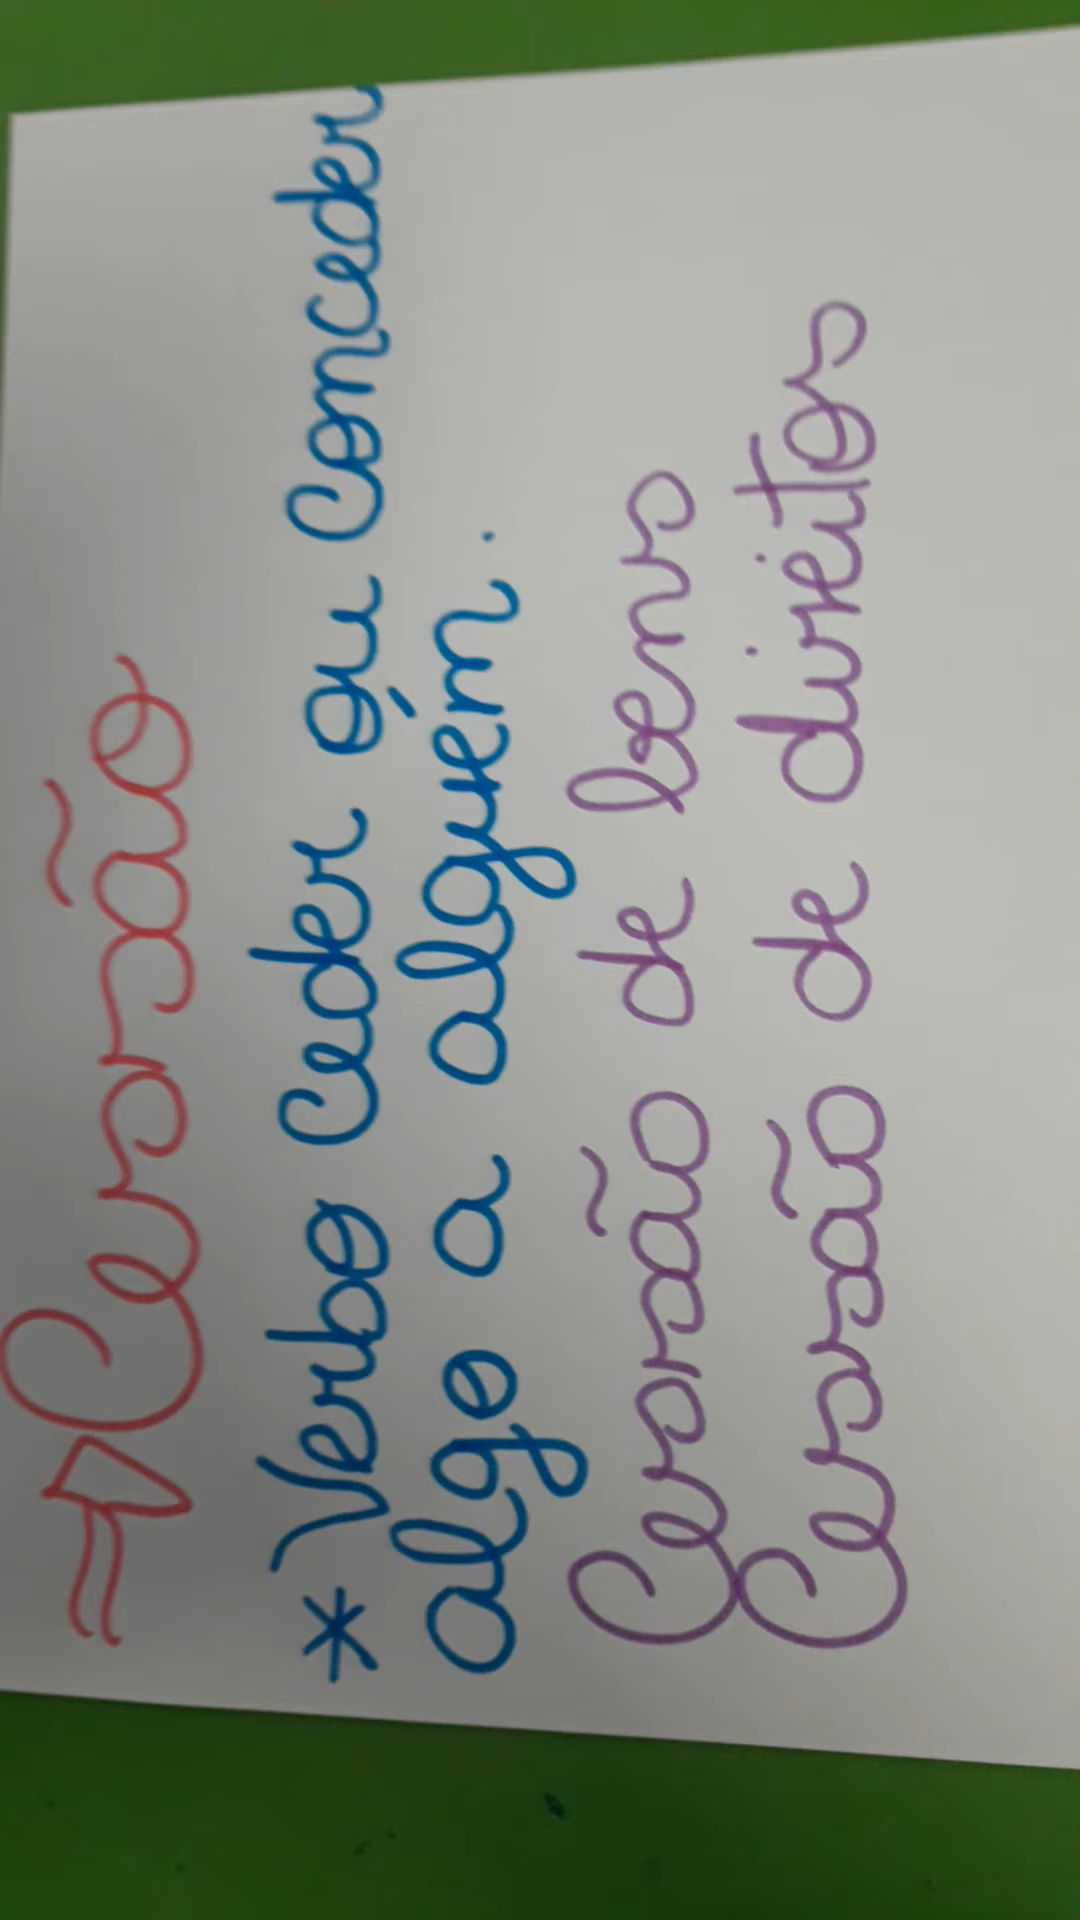 ⇒ Cessão
* Verbo Ceder ou Conceder
algo a alguém.
Cessão de bens
Cessão de direitos